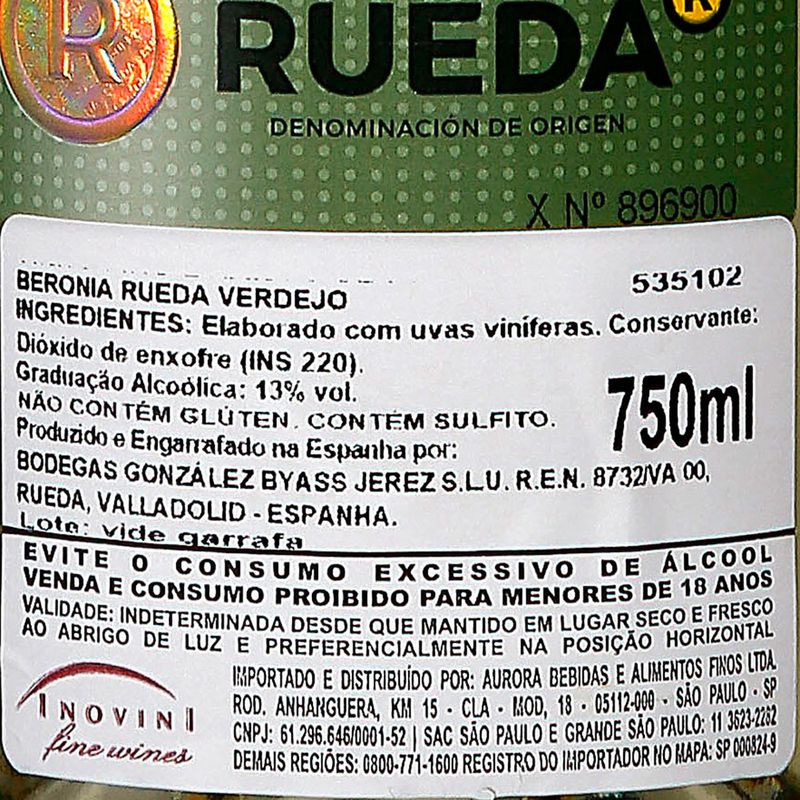 R
RUEDA R
DENOMINACIÓN DE ORIGEN
X Nº 896900
BERONIA RUEDA VERDEJO 535102
INGREDIENTES: Elaborado com uvas viníferas. Conservante:
Dióxido de enxofre (INS 220).
Graduação Alcoólica: 13% vol.
750ml
NÃO CONTÉM GLÚTEN. CONTÉM SULFITO.
Produzido e Engarrafado na Espanha por:
BODEGAS GONZÁLEZ BYASS JEREZ S.L.U. R.E.N. 8732/VA 00,
RUEDA, VALLADOLID - ESPANHA.
Lote: vide garrafa
EVITE O CONSUMO EXCESSIVO DE ÁLCOOL
VENDA E CONSUMO PROIBIDO PARA MENORES DE 18 ANOS
VALIDADE: INDETERMINADA DESDE QUE MANTIDO EM LUGAR SECO E FRESCO
AO ABRIGO DE LUZ E PREFERENCIALMENTE NA POSIÇÃO HORIZONTAL
INOVINI
fine wines
IMPORTADO E DISTRIBUÍDO POR: AURORA BEBIDAS E ALIMENTOS FINOS LTDA.
ROD. ANHANGUERA, KM 15 - CLA - MOD, 18 - 05112-000 - SÃO PAULO - SP
CNPJ: 61.296.646/0001-52 | SAC SÃO PAULO E GRANDE SÃO PAULO: 11 3623-2282
DEMAIS REGIÕES: 0800-771-1600 REGISTRO DO IMPORTADOR NO MAPA: SP 000824-9